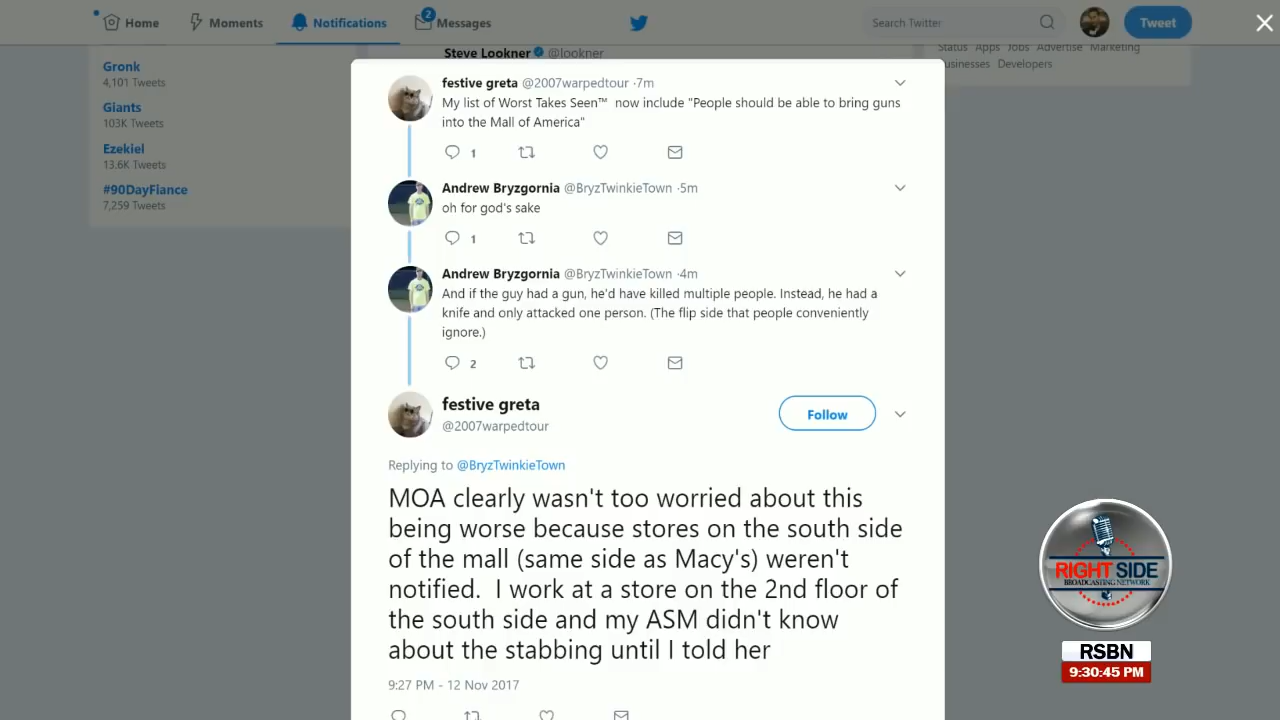 Home Moments Notifications 2 Messages Search Twitter Tweet
Steve Lookner @lookner
Status Apps Jobs Advertise Marketing
Businesses Developers
Gronk
4,101 Tweets
Giants
103K Tweets
Ezekiel
13.6K Tweets
#90DayFiance
7,259 Tweets
festive greta @2007warpedtour · 7m
My list of Worst Takes Seen™ now include "People should be able to bring guns
into the Mall of America"
1
Andrew Bryzgornia @BryzTwinkieTown · 5m
oh for god's sake
1
Andrew Bryzgornia @BryzTwinkieTown · 4m
And if the guy had a gun, he'd have killed multiple people. Instead, he had a
knife and only attacked one person. (The flip side that people conveniently
ignore.)
2
festive greta
@2007warpedtour
Follow
Replying to @BryzTwinkieTown
MOA clearly wasn't too worried about this
being worse because stores on the south side
of the mall (same side as Macy's) weren't
notified. I work at a store on the 2nd floor of
the south side and my ASM didn't know
about the stabbing until I told her
9:27 PM - 12 Nov 2017
RIGHT SIDE
BROADCASTING NETWORK
RSBN
9:30:45 PM